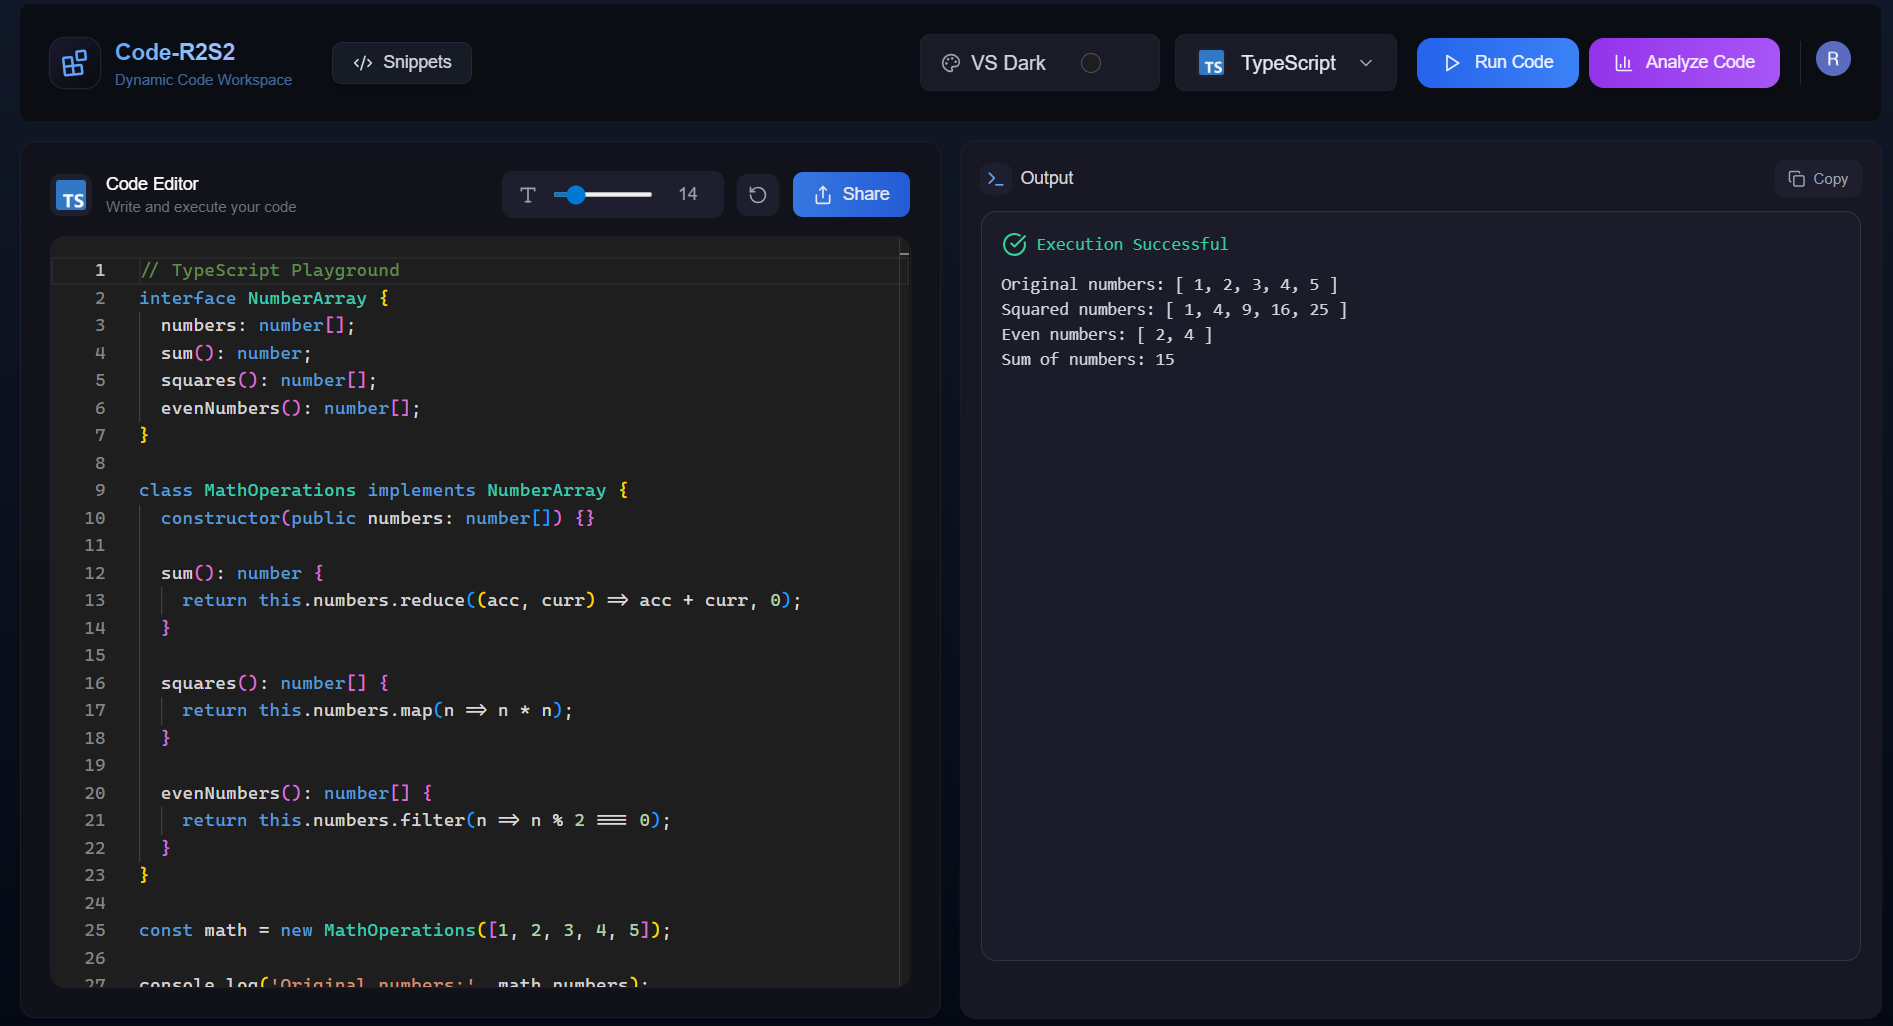 Code-R2S2
Dynamic Code Workspace
</> Snippets
VS Dark
TS TypeScript
Run Code
Analyze Code
R
TS
Code Editor
Write and execute your code
14
Share
1 // TypeScript Playground
2 interface NumberArray {
3 numbers: number[];
4 sum(): number;
5 squares(): number[];
6 evenNumbers(): number[];
7 }
8
9 class MathOperations implements NumberArray {
10 constructor(public numbers: number[]) {}
11
12 sum(): number {
13 return this.numbers.reduce((acc, curr) => acc + curr, 0);
14 }
15
16 squares(): number[] {
17 return this.numbers.map(n => n * n);
18 }
19
20 evenNumbers(): number[] {
21 return this.numbers.filter(n => n % 2 === 0);
22 }
23 }
24
25 const math = new MathOperations([1, 2, 3, 4, 5]);
26
27 console.log('Original numbers:', math.numbers);
Output
Copy
Execution Successful
Original numbers: [ 1, 2, 3, 4, 5 ]
Squared numbers: [ 1, 4, 9, 16, 25 ]
Even numbers: [ 2, 4 ]
Sum of numbers: 15